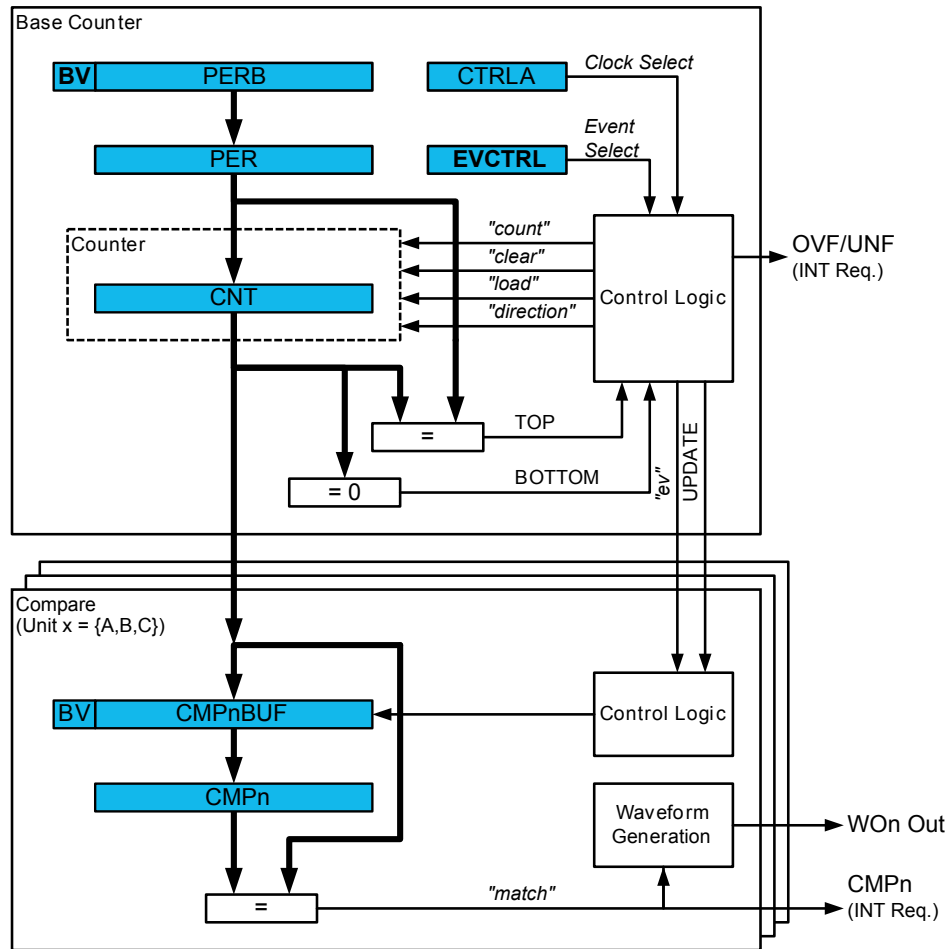 Base Counter
BV
PERB
CTRLA
Clock Select
PER
EVCTRL
Event
Select
Counter
CNT
"count"
"clear"
"load"
"direction"
Control Logic
OVF/UNF
(INT Req.)
=
TOP
= 0
BOTTOM
"ev"
UPDATE
Compare
(Unit x = {A,B,C})
BV
CMPnBUF
Control Logic
CMPn
Waveform
Generation
WOn Out
=
"match"
CMPn
(INT Req.)